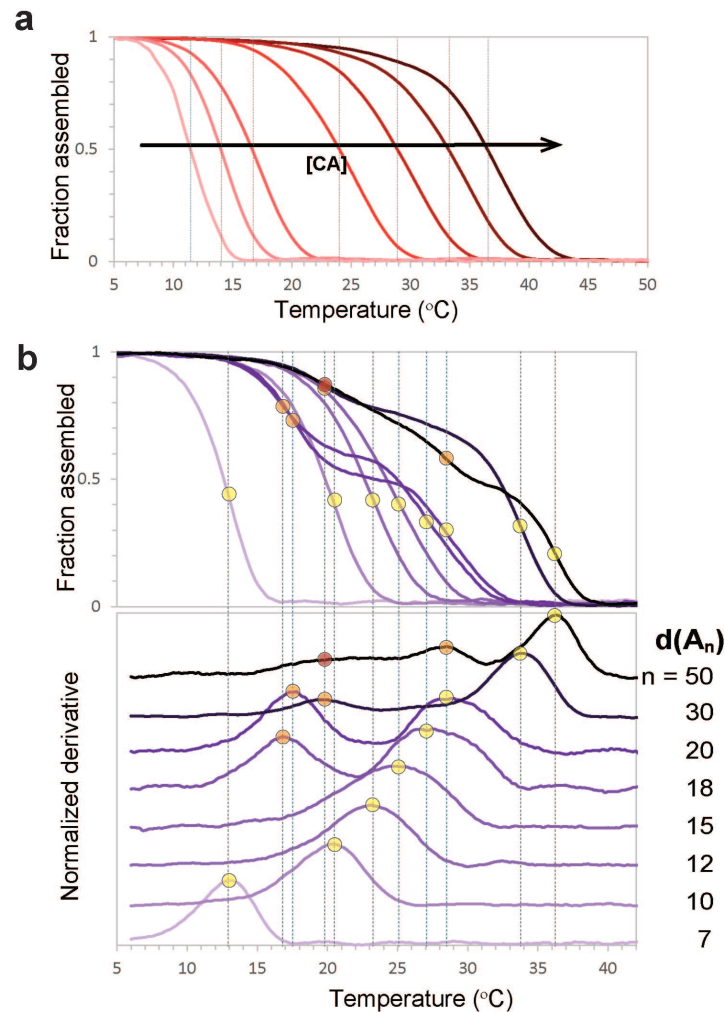 a
Fraction assembled
1
0.5
0
[CA]
5 10 15 20 25 30 35 40 45 50
Temperature (°C)
b
Fraction assembled
1
0.5
0
d(Aₙ)
n = 50
30
20
18
15
12
10
7
Normalized derivative
5 10 15 20 25 30 35 40
Temperature (°C)